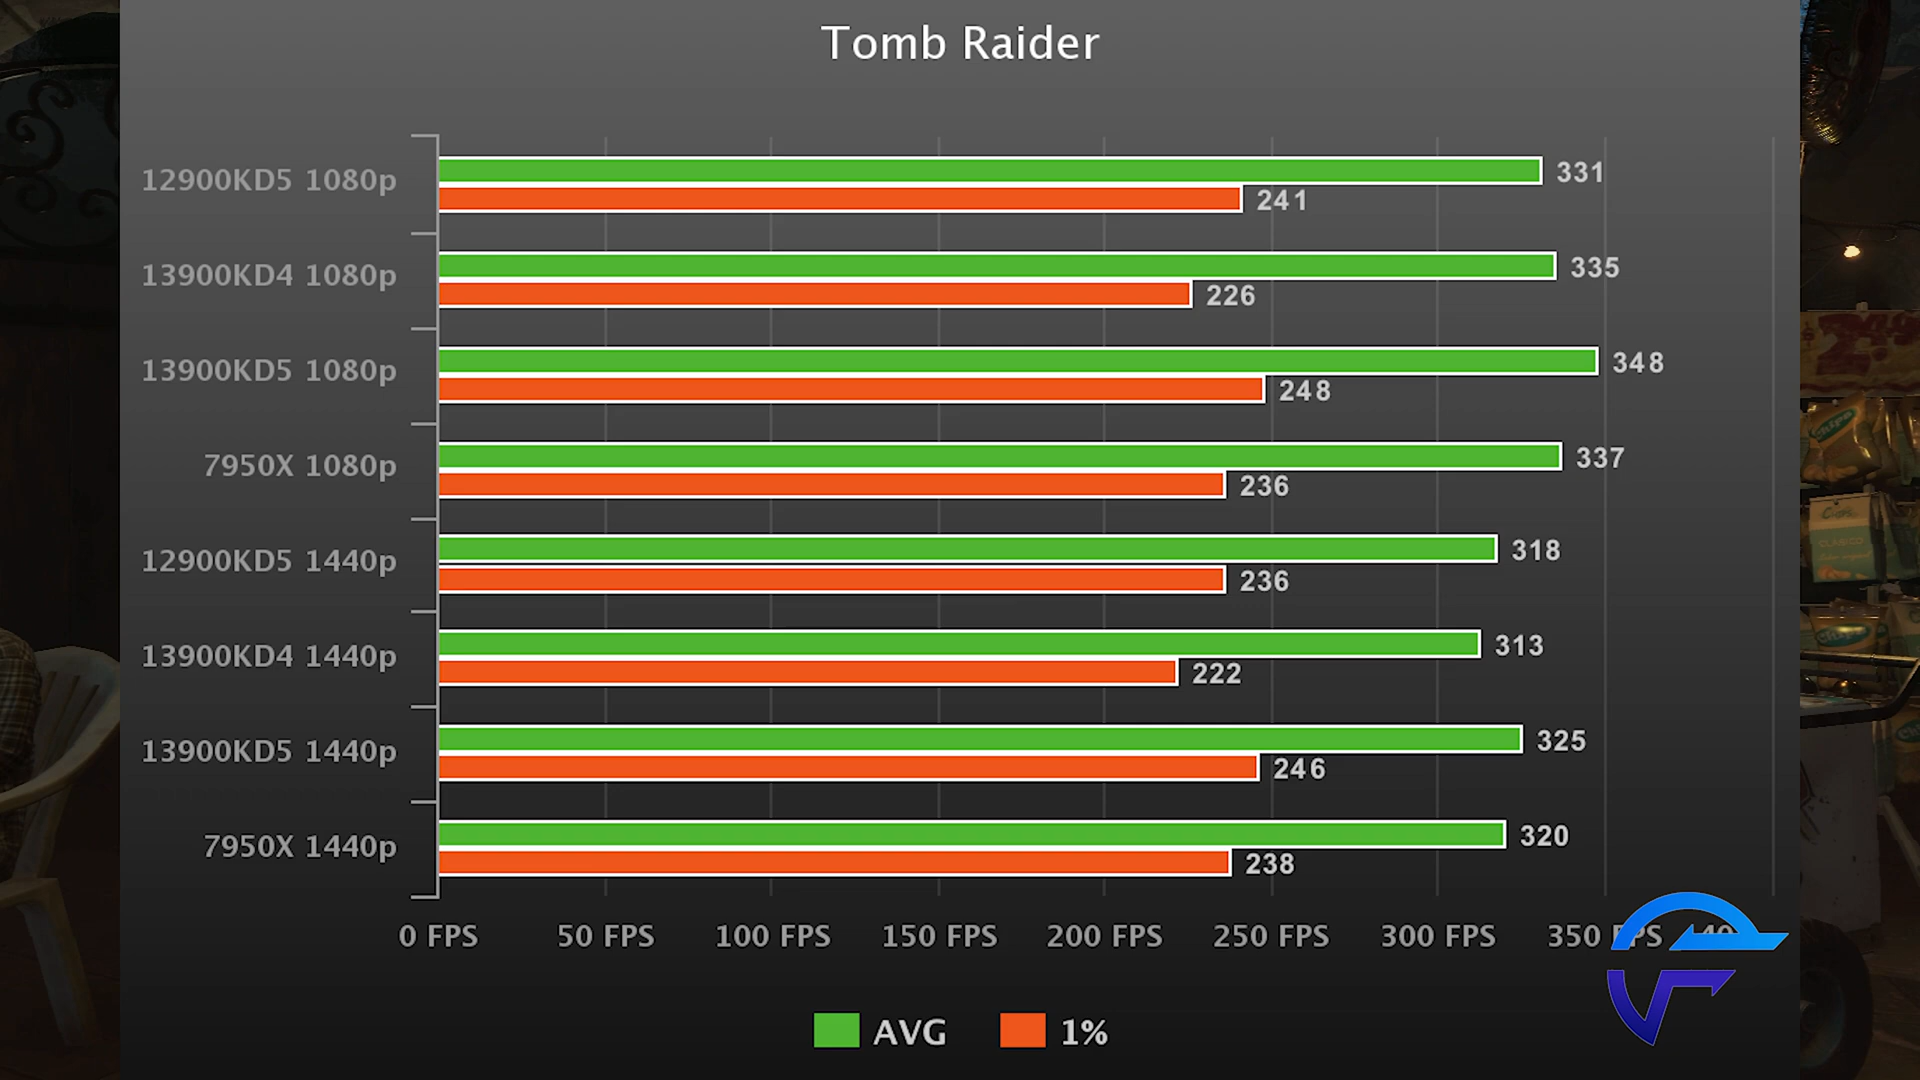 Tomb Raider
12900KD5 1080p
331
241
13900KD4 1080p
335
226
13900KD5 1080p
348
248
7950X 1080p
337
236
12900KD5 1440p
318
236
13900KD4 1440p
313
222
13900KD5 1440p
325
246
7950X 1440p
320
238
0 FPS 50 FPS 100 FPS 150 FPS 200 FPS 250 FPS 300 FPS 350 FPS
AVG 1%